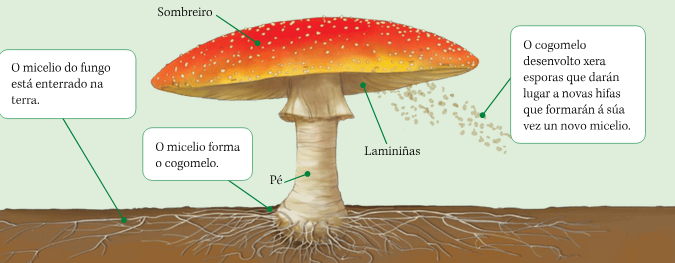 Sombreiro
O micelio do fungo
está enterrado na
terra.
O micelio forma
o cogomelo.
Pé
Laminiñas
O cogomelo
desenvolto xera
esporas que darán
lugar a novas hifas
que formarán á súa
vez un novo micelio.